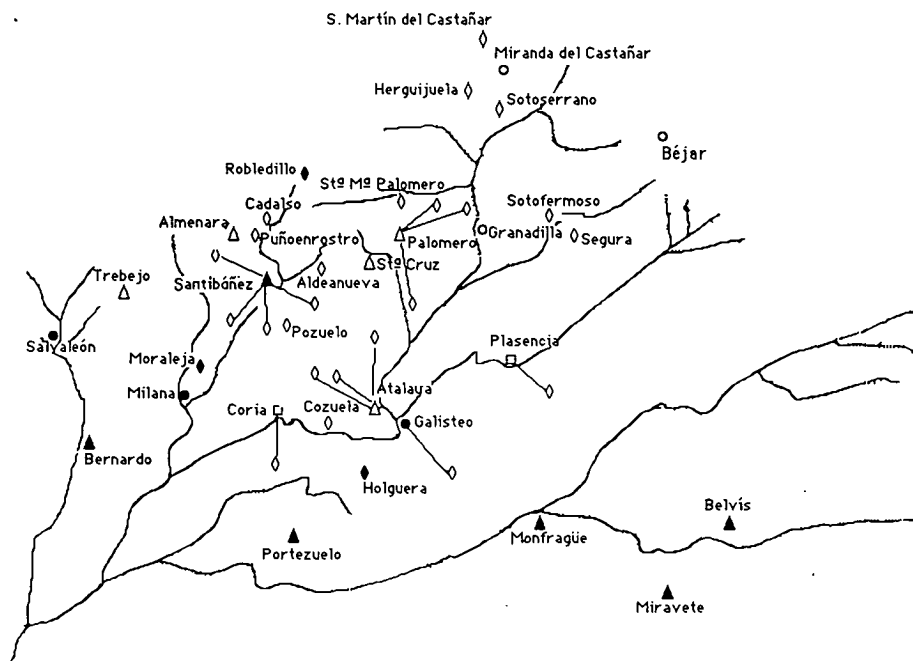 S. Martín del Castañar
Miranda del Castañar
Herguijuela
Sotoserrano
Béjar
Robledillo
Stª Mª Palomero
Cadalso
Sotofermoso
Almenara
Puñoenrostro
Palomero
Granadilla
Segura
Trebejo
Santibáñez
Aldeanueva
Stª Cruz
Salvaleón
Pozuelo
Plasencia
Moraleja
Milana
Atalaya
Coria
Cozuela
Galisteo
Bernardo
Holguera
Belvís
Portezuelo
Monfragüe
Miravete